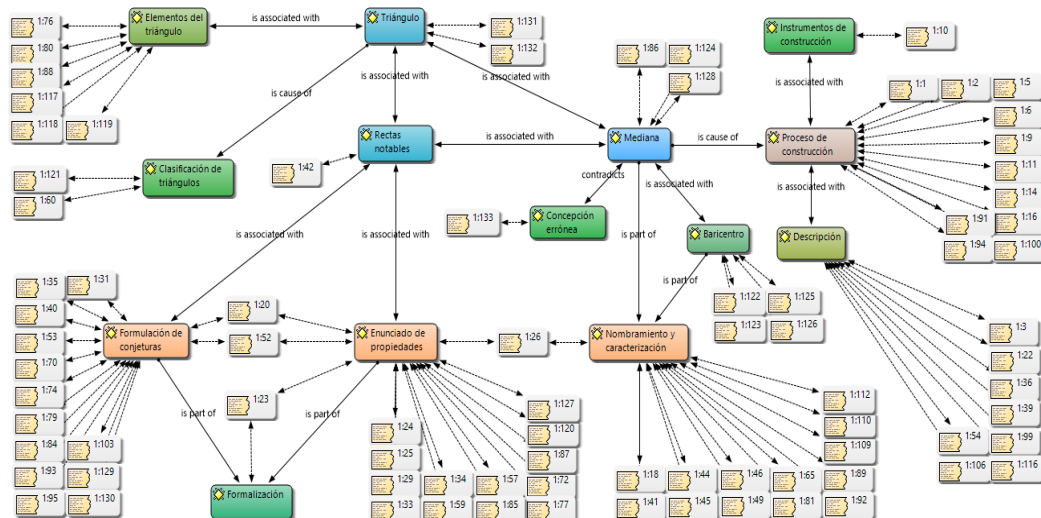 Elementos del
triángulo
is associated with
Triángulo
1:131
1:132
1:76
1:80
1:88
1:117
1:118
1:119
1:86
1:124
1:128
Instrumentos de
construcción
1:10
is associated with
is associated with
is associated with
is cause of
1:1
1:2
1:5
1:6
1:9
1:11
1:14
1:16
1:91
1:94
1:100
Rectas
notables
1:42
is associated with
Mediana
is cause of
Proceso de
construcción
is associated with
1:121
1:60
Clasificación de
triángulos
contradicts
is associated with
1:133
Concepción
errónea
is associated with
is associated with
is part of
Baricentro
Descripción
is part of
1:122
1:125
1:123
1:126
1:35
1:31
1:40
1:53
1:70
1:74
1:79
1:84
1:103
1:93
1:129
1:95
1:130
Formulación de
conjeturas
1:20
1:52
Enunciado de
propiedades
1:26
Nombramiento y
caracterización
1:3
1:22
1:36
1:39
1:54
1:99
1:106
1:116
is part of
1:23
is part of
Formalización
1:24
1:25
1:29
1:33
1:34
1:59
1:57
1:85
1:127
1:120
1:87
1:72
1:77
1:112
1:110
1:109
1:18
1:44
1:46
1:65
1:89
1:41
1:45
1:49
1:81
1:92